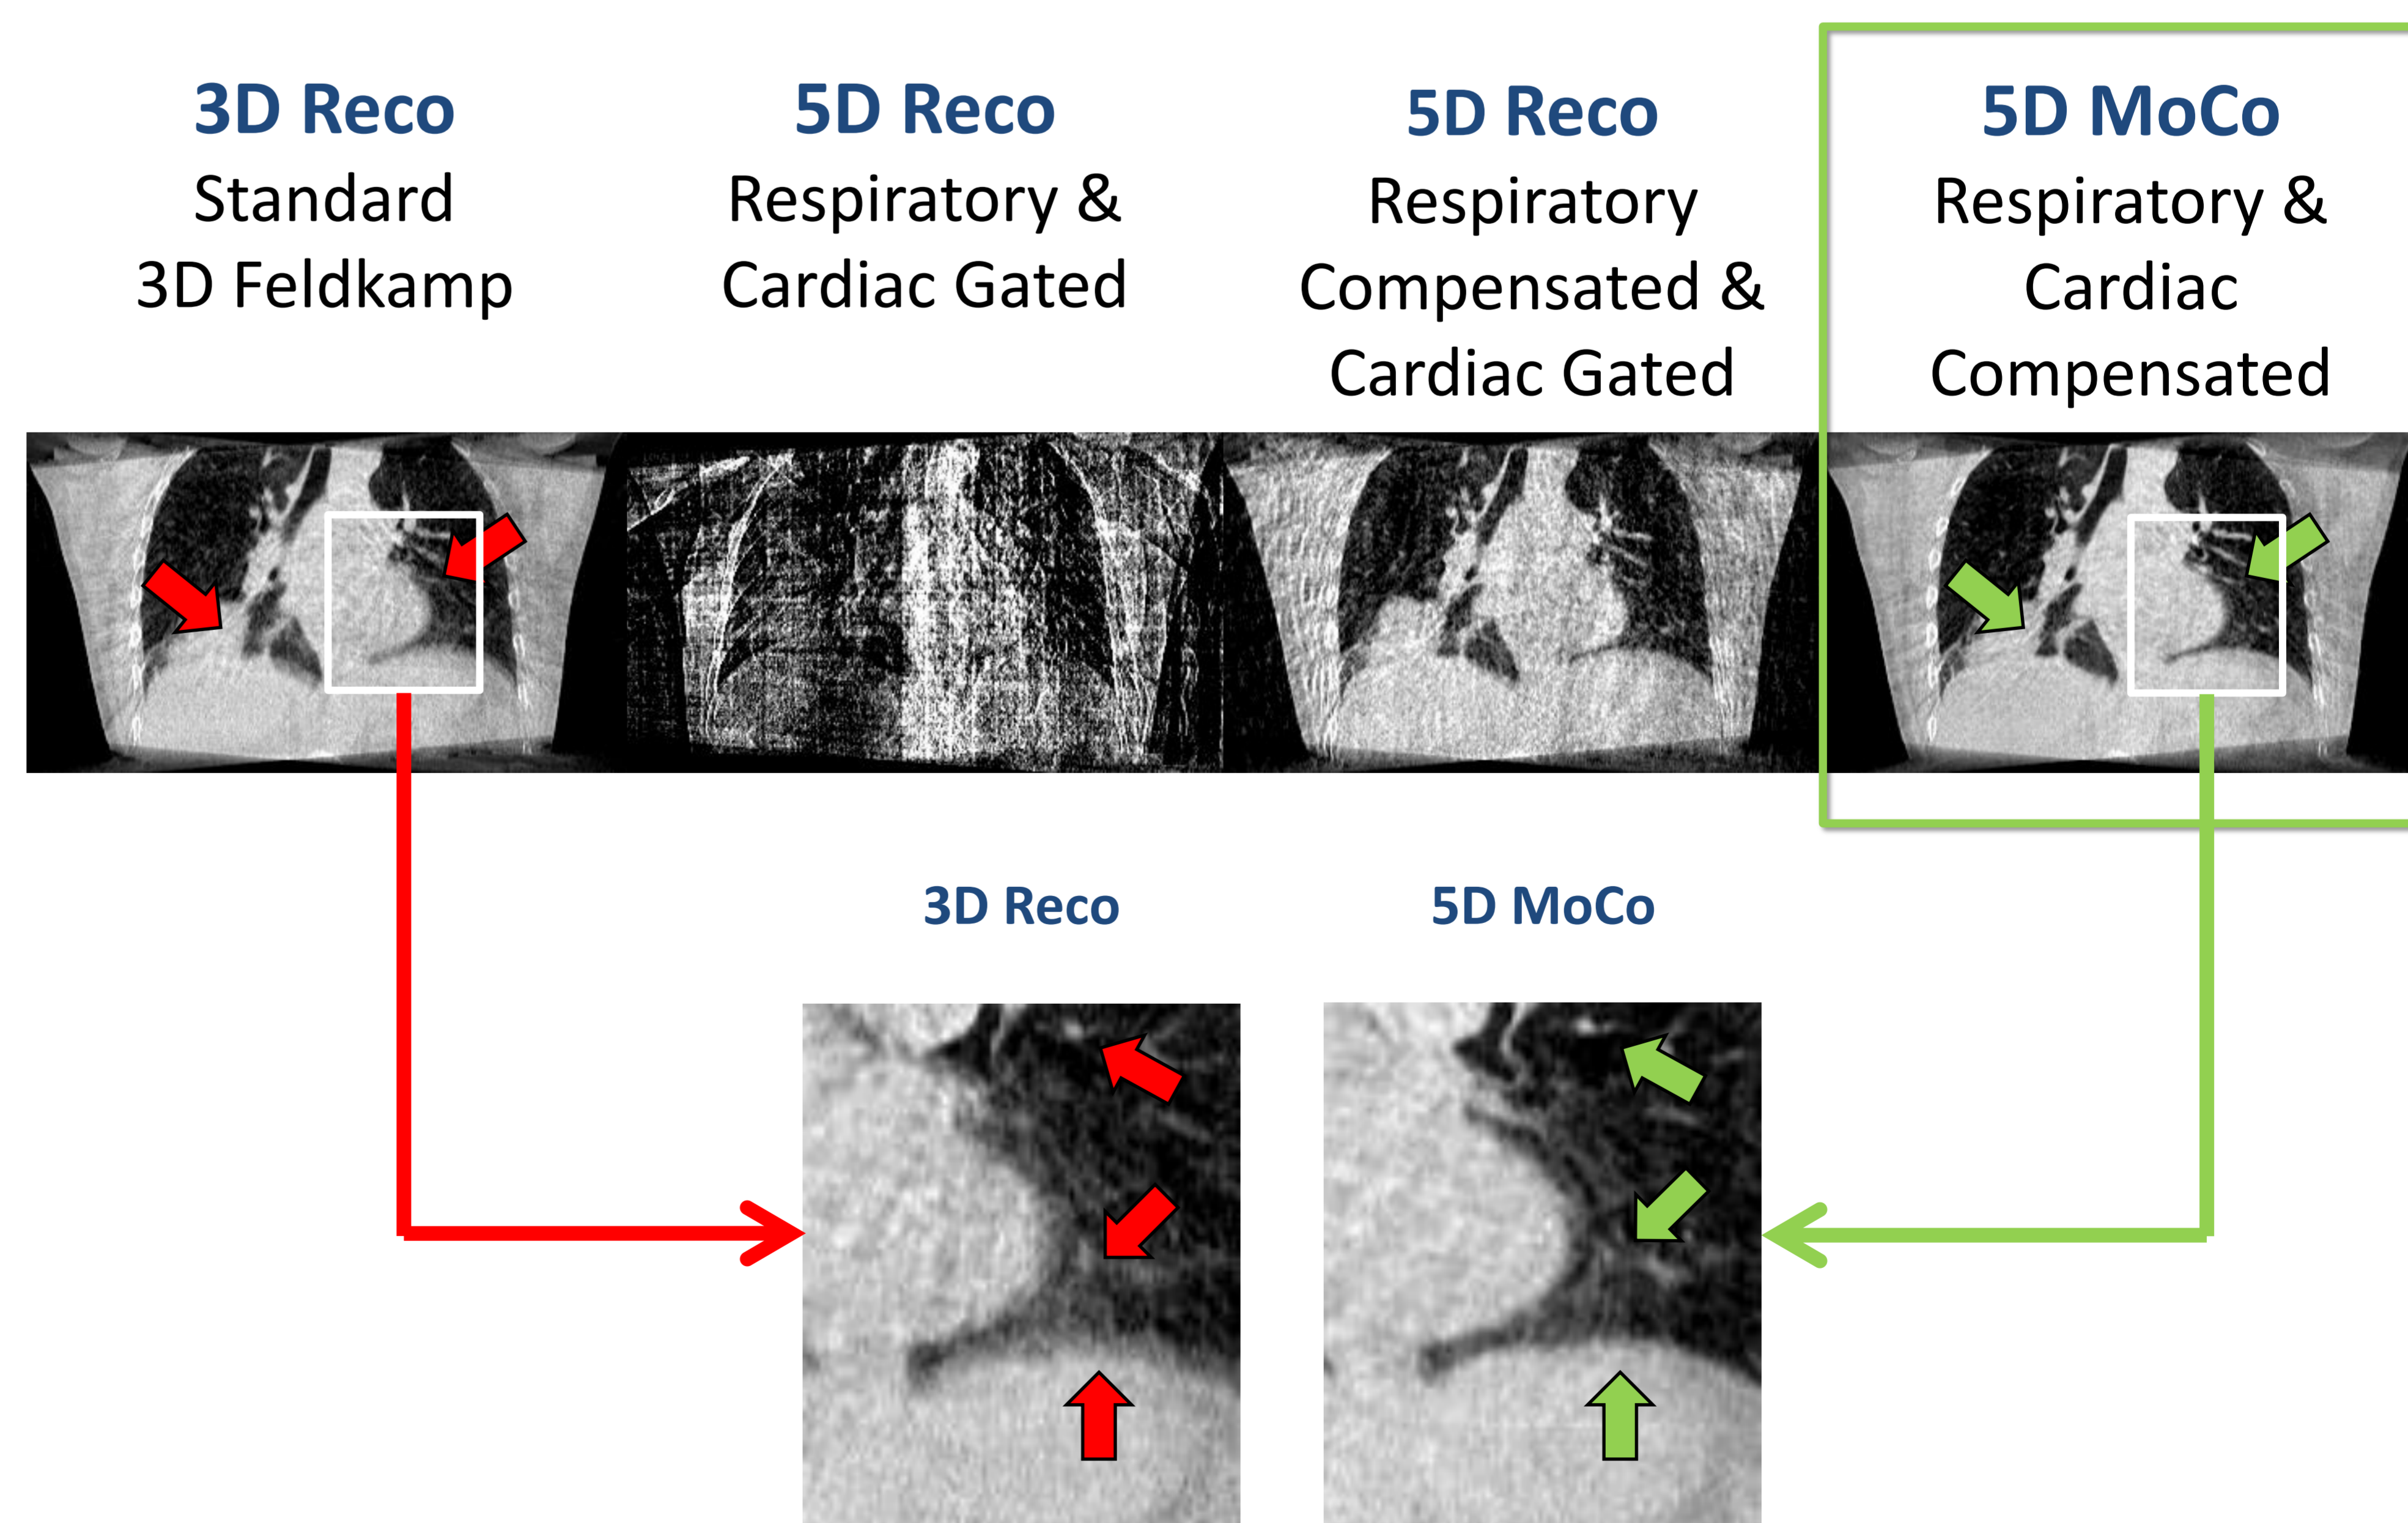 3D Reco
Standard
3D Feldkamp
5D Reco
Respiratory &
Cardiac Gated
5D Reco
Respiratory
Compensated &
Cardiac Gated
5D MoCo
Respiratory &
Cardiac
Compensated
3D Reco
5D MoCo